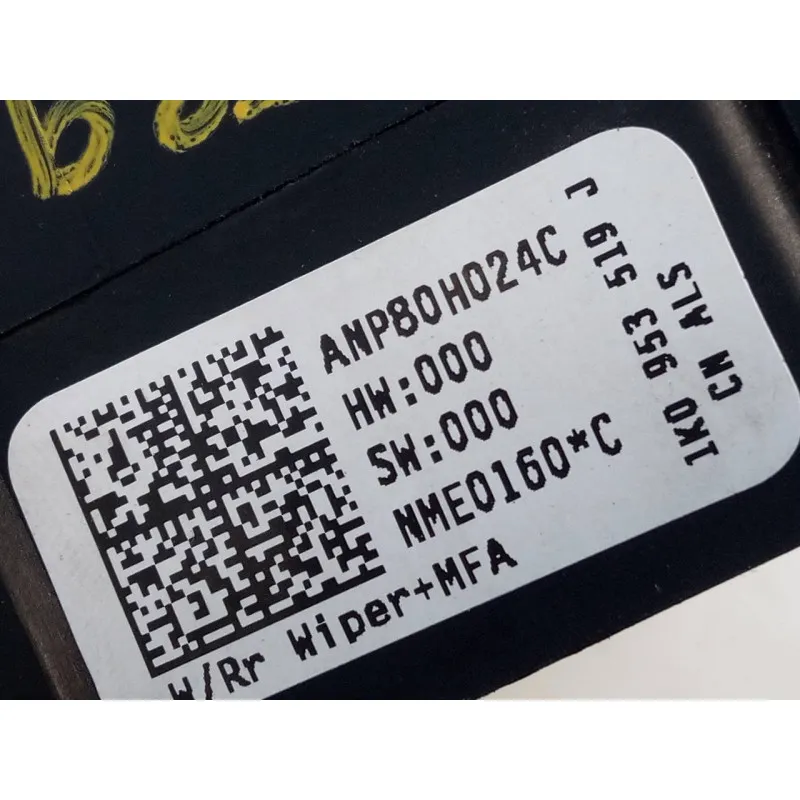 ANP80H024C
HW:000
SW:000
NME0160*C
W/Rr Wiper+MFA
1K0 953 519 J
CN ALS